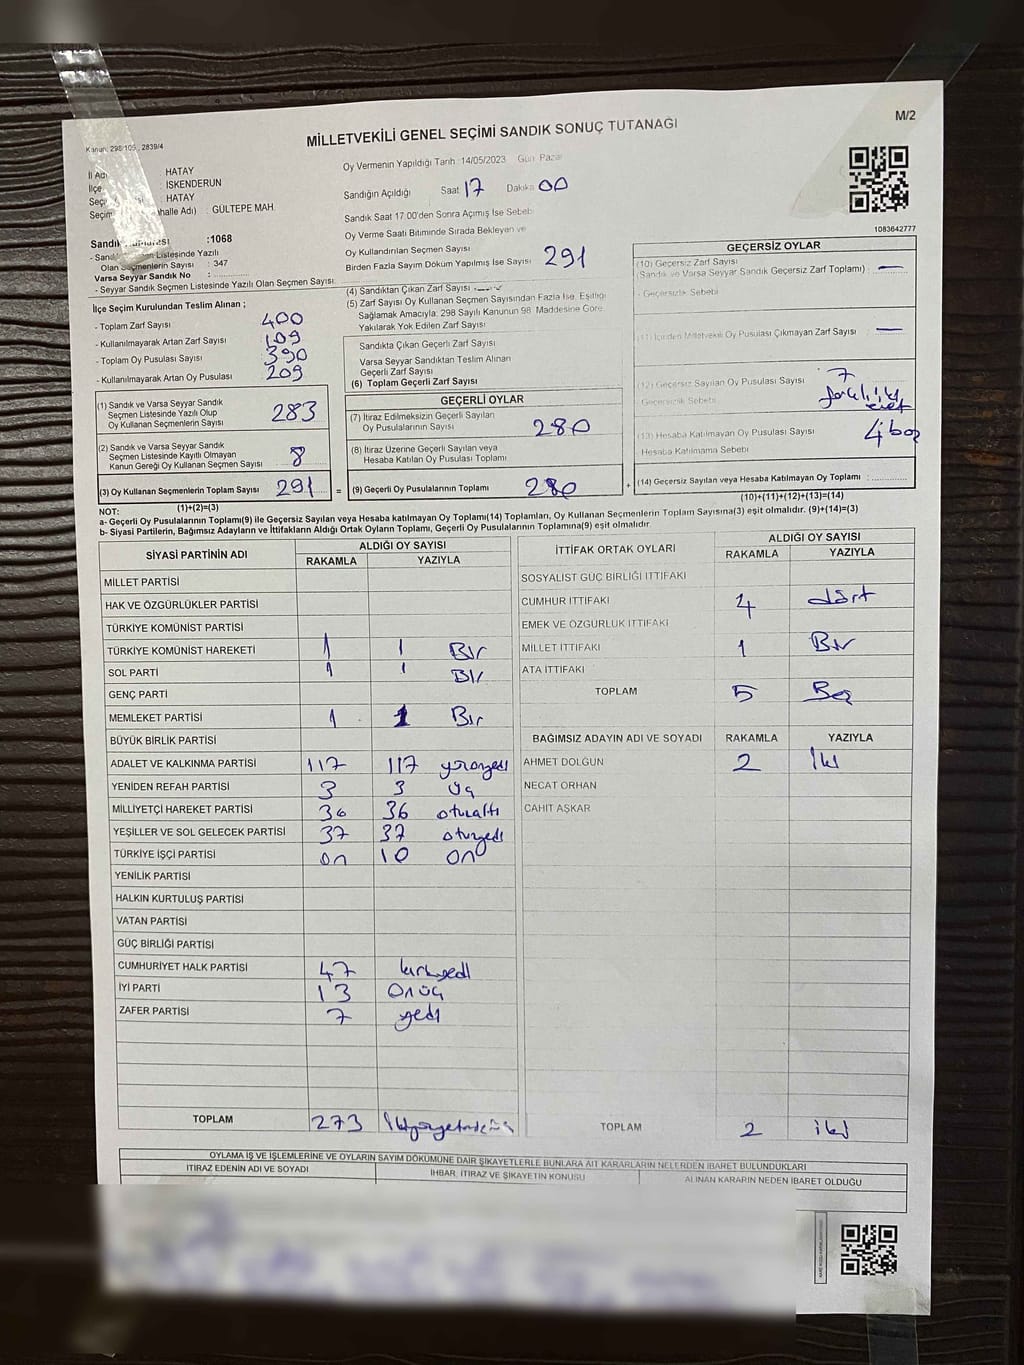 MİLLETVEKİLİ GENEL SEÇİMİ SANDIK SONUÇ TUTANAĞI
M/2
Kanun: 298/105, 2839/4
İl Adı HATAY
İlçe İSKENDERUN
Seçi HATAY
Seçim halle Adı) : GÜLTEPE MAH.
Sandık :1068
Listesinde Yazılı
Olan Seçmenlerin Sayısı : 347
Varsa Seyyar Sandık No :
- Seyyar Sandık Seçmen Listesinde Yazılı Olan Seçmen Sayısı
Oy Vermenin Yapıldığı Tarih :14/05/2023 Gün Pazar
Sandığın Açıldığı Saat 17 Dakika 00
Sandık Saat 17.00'den Sonra Açımış İse Sebebi
Oy Verme Saati Bitiminde Sırada Bekleyen ve
Oy Kullandırılan Seçmen Sayısı
Birden Fazla Sayım Döküm Yapılmış İse Sayısı
291
1083642777
İlçe Seçim Kurulundan Teslim Alınan ;
- Toplam Zarf Sayısı 400
- Kullanılmayarak Artan Zarf Sayısı 109
- Toplam Oy Pusulası Sayısı 390
- Kullanılmayarak Artan Oy Pusulası 209
(1) Sandık ve Varsa Seyyar Sandık
Seçmen Listesinde Yazılı Olup
Oy Kullanan Seçmenlerin Sayısı 283
(2) Sandık ve Varsa Seyyar Sandık
Seçmen Listesinde Kayıtlı Olmayan
Kanun Gereği Oy Kullanan Seçmen Sayısı 8
(3) Oy Kullanan Seçmenlerin Toplam Sayısı 291 =
(4) Sandıktan Çıkan Zarf Sayısı
(5) Zarf Sayısı Oy Kullanan Seçmen Sayısından Fazla İse, Eşitliği
Sağlamak Amacıyla, 298 Sayılı Kanunun 98. Maddesine Göre
Yakılarak Yok Edilen Zarf Sayısı
Sandıkta Çıkan Geçerli Zarf Sayısı
Varsa Seyyar Sandıktan Teslim Alınan
Geçerli Zarf Sayısı
(6) Toplam Geçerli Zarf Sayısı
GEÇERLİ OYLAR
(7) İtiraz Edilmeksizin Geçerli Sayılan
Oy Pusulasının Sayısı 280
(8) İtiraz Üzerine Geçerli Sayılan veya
Hesaba Katılan Oy Pusulası Toplamı
(9) Geçerli Oy Pusulalarının Toplamı 280 +
GEÇERSİZ OYLAR
(10) Geçersiz Zarf Sayısı
(Sandık ve Varsa Seyyar Sandık Geçersiz Zarf Toplamı) : —
- Geçersizlik Sebebi
(11) İçinden Milletvekili Oy Pusulası Çıkmayan Zarf Sayısı : —
(12) Geçersiz Sayılan Oy Pusulası Sayısı 7
- Geçersizlik Sebebi
(13) Hesaba Katılmayan Oy Pusulası Sayısı 4 boş
Hesaba Katılmama Sebebi
(14) Geçersiz Sayılan veya Hesaba Katılmayan Oy Toplamı :
NOT: (1)+(2)=(3)
(10)+(11)+(12)+(13)=(14)
a- Geçerli Oy Pusulalarının Toplamı(9) ile Geçersiz Sayılan veya Hesaba katılmayan Oy Toplamı(14) Toplamları, Oy Kullanan Seçmenlerin Toplam Sayısına(3) eşit olmalıdır. (9)+(14)=(3)
b- Siyasi Partilerin, Bağımsız Adayların ve İttifakların Aldığı Ortak Oyların Toplamı, Geçerli Oy Pusulalarının Toplamına(9) eşit olmalıdır.
SİYASİ PARTİNİN ADI ALDIĞI OY SAYISI
RAKAMLA YAZIYLA
MİLLET PARTİSİ
HAK VE ÖZGÜRLÜKLER PARTİSİ
TÜRKİYE KOMÜNİST PARTİSİ
TÜRKİYE KOMÜNİST HAREKETİ 1 1 Bir
SOL PARTİ 1 1 Bir
GENÇ PARTİ
MEMLEKET PARTİSİ 1 1 Bir
BÜYÜK BİRLİK PARTİSİ
ADALET VE KALKINMA PARTİSİ 117 117 yüzonyedi
YENİDEN REFAH PARTİSİ 3 3 üç
MİLLİYETÇİ HAREKET PARTİSİ 36 36 otuzaltı
YEŞİLLER VE SOL GELECEK PARTİSİ 37 37 otuzyedi
TÜRKİYE İŞÇİ PARTİSİ on 10 on
YENİLİK PARTİSİ
HALKIN KURTULUŞ PARTİSİ
VATAN PARTİSİ
GÜÇ BİRLİĞİ PARTİSİ
CUMHURİYET HALK PARTİSİ 47 kırkyedi
İYİ PARTİ 13 onüç
ZAFER PARTİSİ 7 yedi
TOPLAM 273 ikiyüzyetmişüç
İTTİFAK ORTAK OYLARI ALDIĞI OY SAYISI
RAKAMLA YAZIYLA
SOSYALİST GÜÇ BİRLİĞİ İTTİFAKI
CUMHUR İTTİFAKI 4 dört
EMEK VE ÖZGÜRLÜK İTTİFAKI
MİLLET İTTİFAKI 1 Bir
ATA İTTİFAKI
TOPLAM 5 Beş
BAĞIMSIZ ADAYIN ADI VE SOYADI RAKAMLA YAZIYLA
AHMET DOLĞUN 2 İki
NECAT ORHAN
CAHİT AŞKAR
TOPLAM 2 iki
OYLAMA İŞ VE İŞLEMLERİNE VE OYLARIN SAYIM DÖKÜMÜNE DAİR ŞİKAYETLERLE BUNLARA AİT KARARLARIN NELERDEN İBARET BULUNDUKLARI
İTİRAZ EDENİN ADI VE SOYADI İHBAR, İTİRAZ VE ŞİKAYETİN KONUSU ALINAN KARARIN NEDEN İBARET OLDUĞU